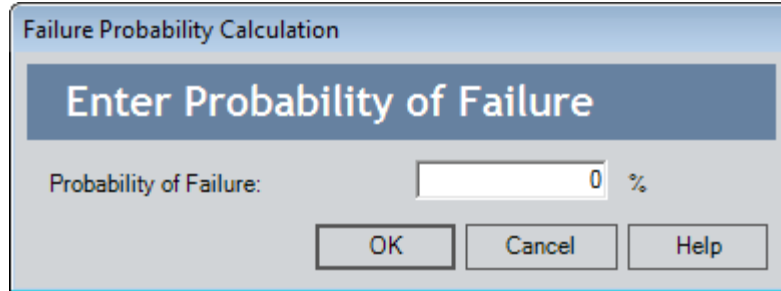 Failure Probability Calculation
Enter Probability of Failure
Probability of Failure: 0 %
OK Cancel Help